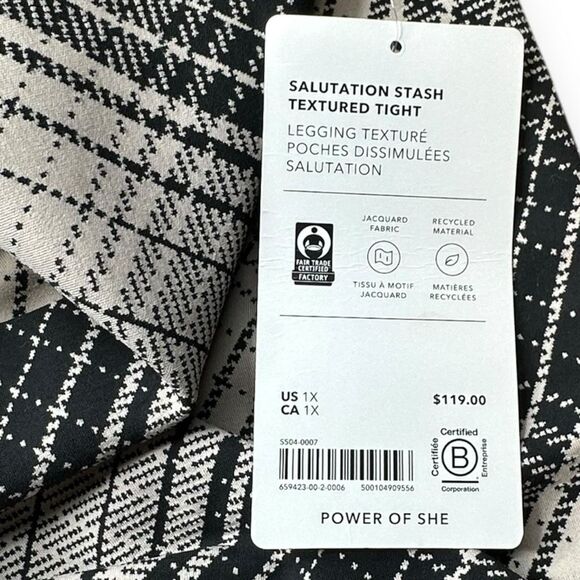 SALUTATION STASH
TEXTURED TIGHT
LEGGING TEXTURÉ
POCHES DISSIMULÉES
SALUTATION
FAIR TRADE
CERTIFIED
FACTORY
JACQUARD
FABRIC
TISSU À MOTIF
JACQUARD
RECYCLED
MATERIAL
MATIÈRES
RECYCLÉES
US 1X
CA 1X
$119.00
SS04-0007
659423-00-2-0006 S00104909556
Certified
Certifiée
B
Entreprise
Corporation
POWER OF SHE